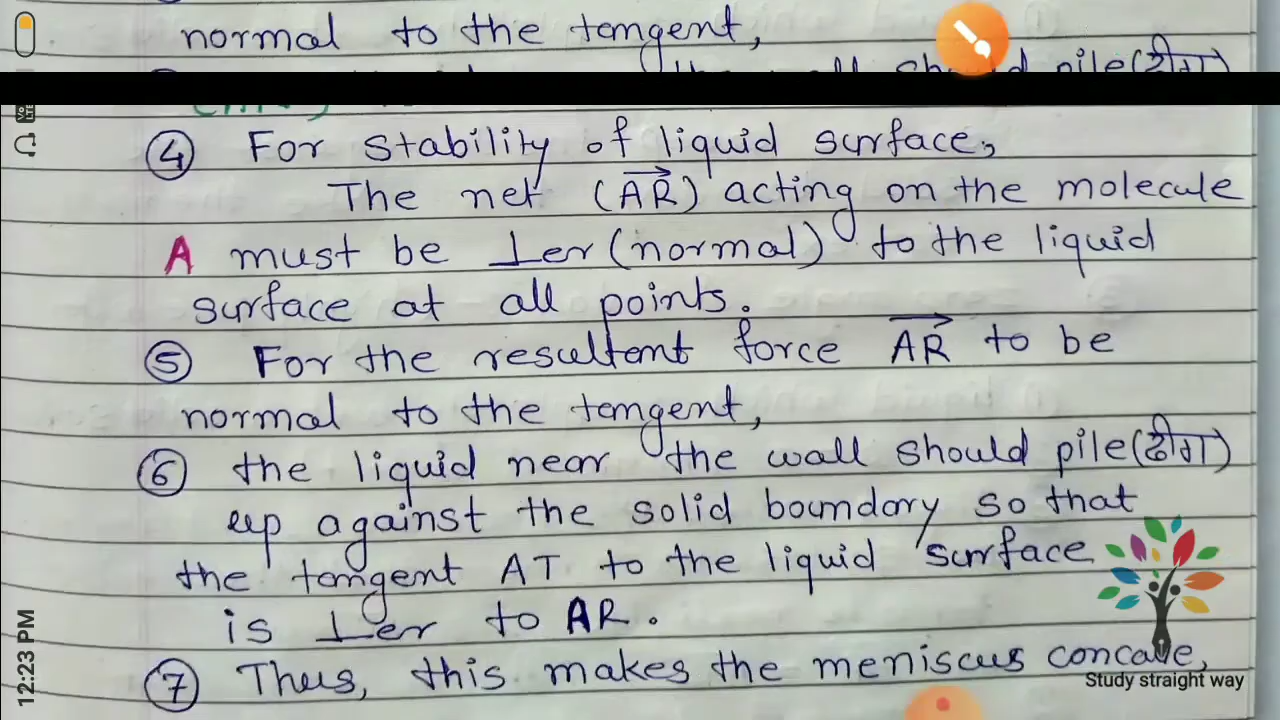 normal to the tangent,
④ For stability of liquid surface,
The net (AR) acting on the molecule
A must be ⊥er (normal) to the liquid
surface at all points.
⑤ For the resultent force AR to be
normal to the tangent,
⑥ the liquid near the wall should pile (ढीग)
up against the solid boundary so that
the tangent AT to the liquid surface
is ⊥er to AR.
⑦ Thus, this makes the meniscus concave,
Study straight way
12:23 PM